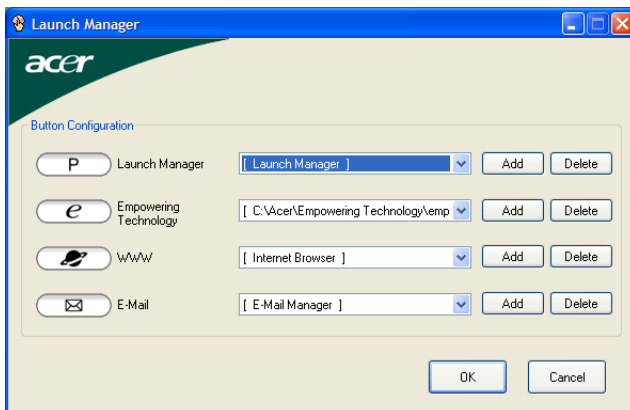 Launch Manager
acer
Button Configuration
P Launch Manager [ Launch Manager ] Add Delete
e Empowering Technology [ C:\Acer\Empowering Technology\emp Add Delete
WWW [ Internet Browser ] Add Delete
E-Mail [ E-Mail Manager ] Add Delete
OK Cancel